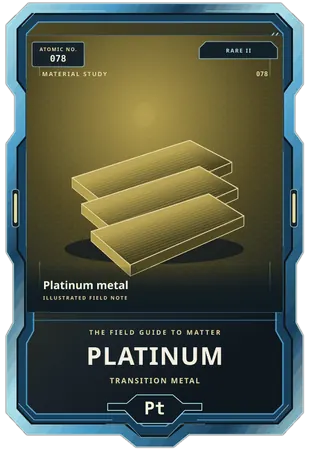 ATOMIC NO.
078
RARE II
MATERIAL STUDY
078
Platinum metal
ILLUSTRATED FIELD NOTE
THE FIELD GUIDE TO MATTER
PLATINUM
TRANSITION METAL
Pt